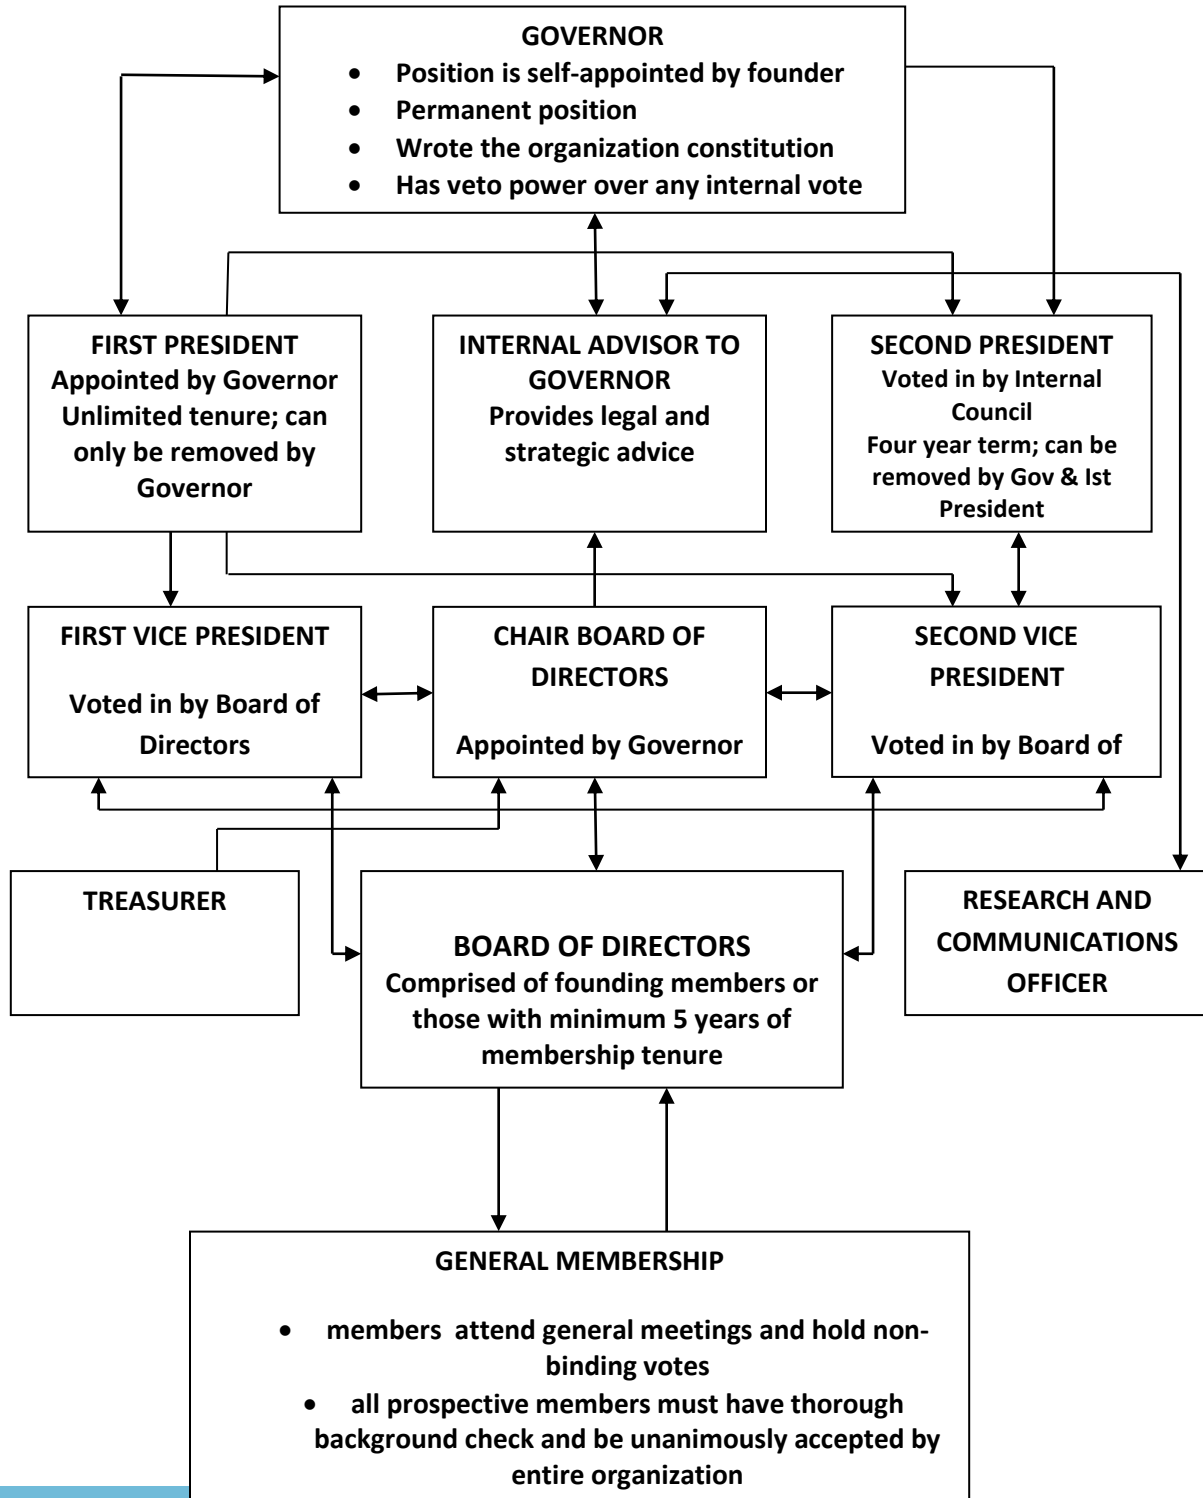 GOVERNOR
• Position is self-appointed by founder
• Permanent position
• Wrote the organization constitution
• Has veto power over any internal vote
FIRST PRESIDENT
Appointed by Governor
Unlimited tenure; can
only be removed by
Governor
INTERNAL ADVISOR TO
GOVERNOR
Provides legal and
strategic advice
SECOND PRESIDENT
Voted in by Internal
Council
Four year term; can be
removed by Gov & Ist
President
FIRST VICE PRESIDENT
Voted in by Board of
Directors
CHAIR BOARD OF
DIRECTORS
Appointed by Governor
SECOND VICE
PRESIDENT
Voted in by Board of
TREASURER
BOARD OF DIRECTORS
Comprised of founding members or
those with minimum 5 years of
membership tenure
RESEARCH AND
COMMUNICATIONS
OFFICER
GENERAL MEMBERSHIP
• members attend general meetings and hold non-
binding votes
• all prospective members must have thorough
background check and be unanimously accepted by
entire organization